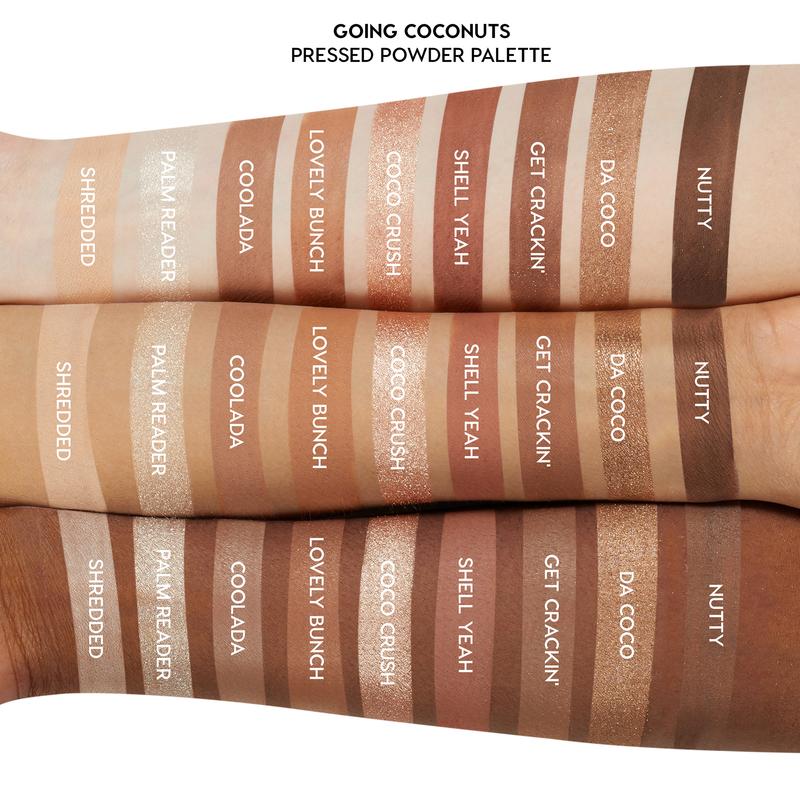 GOING COCONUTS
PRESSED POWDER PALETTE
SHREDDED
PALM READER
COOLADA
LOVELY BUNCH
COCO CRUSH
SHELL YEAH
GET CRACKIN'
DA COCO
NUTTY
SHREDDED
PALM READER
COOLADA
LOVELY BUNCH
COCO CRUSH
SHELL YEAH
GET CRACKIN'
DA COCO
NUTTY
SHREDDED
PALM READER
COOLADA
LOVELY BUNCH
COCO CRUSH
SHELL YEAH
GET CRACKIN'
DA COCO
NUTTY